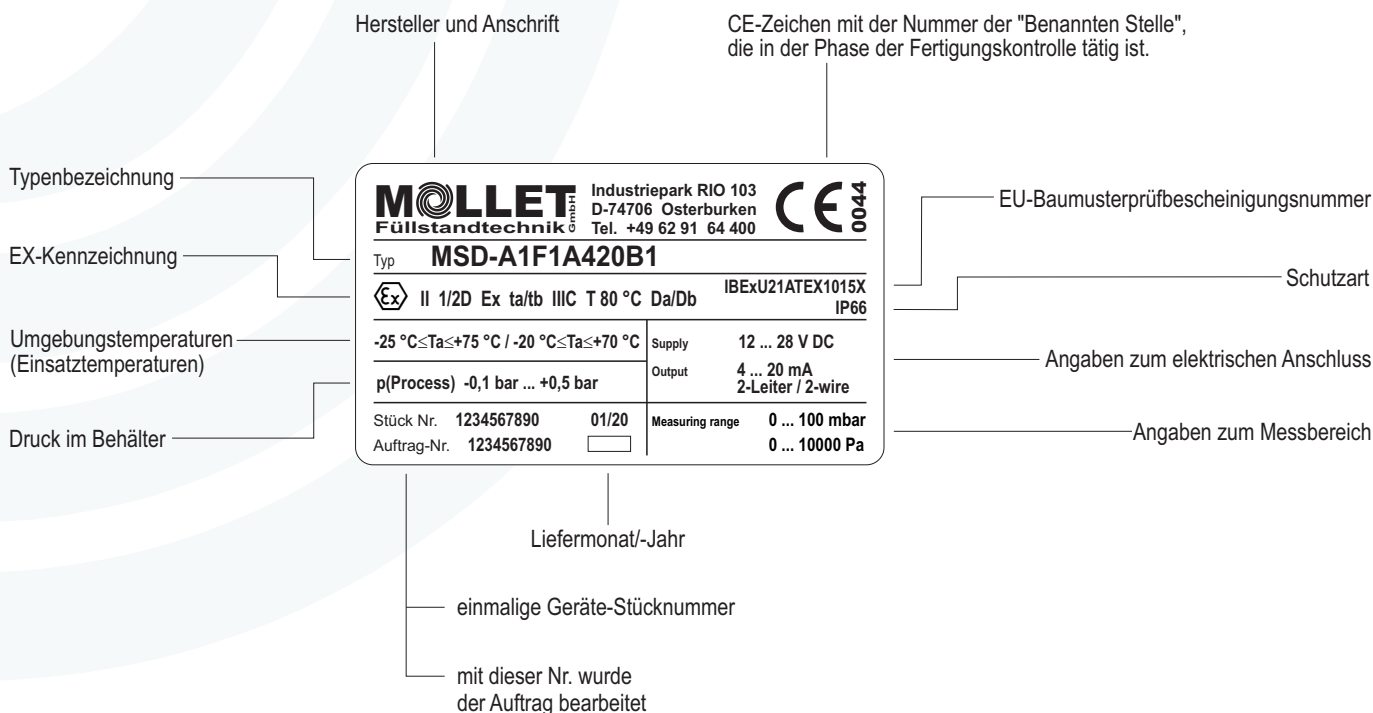 Hersteller und Anschrift
CE-Zeichen mit der Nummer der "Benannten Stelle",
die in der Phase der Fertigungskontrolle tätig ist.
Typenbezeichnung
EX-Kennzeichnung
Umgebungstemperaturen
(Einsatztemperaturen)
Druck im Behälter
MOLLET GmbH
Füllstandtechnik
Industriepark RIO 103
D-74706 Osterburken
Tel. +49 62 91 64 400
CE 0044
Typ MSD-A1F1A420B1
Ex II 1/2D Ex ta/tb IIIC T 80 °C Da/Db
IBExU21ATEX1015X
IP66
-25 °C≤Ta≤+75 °C / -20 °C≤Ta≤+70 °C
p(Process) -0,1 bar ... +0,5 bar
Supply 12 ... 28 V DC
Output 4 ... 20 mA
2-Leiter / 2-wire
Stück Nr. 1234567890 01/20
Auftrag-Nr. 1234567890
Measuring range 0 ... 100 mbar
0 ... 10000 Pa
EU-Baumusterprüfbescheinigungsnummer
Schutzart
Angaben zum elektrischen Anschluss
Angaben zum Messbereich
Liefermonat/-Jahr
einmalige Geräte-Stücknummer
mit dieser Nr. wurde
der Auftrag bearbeitet